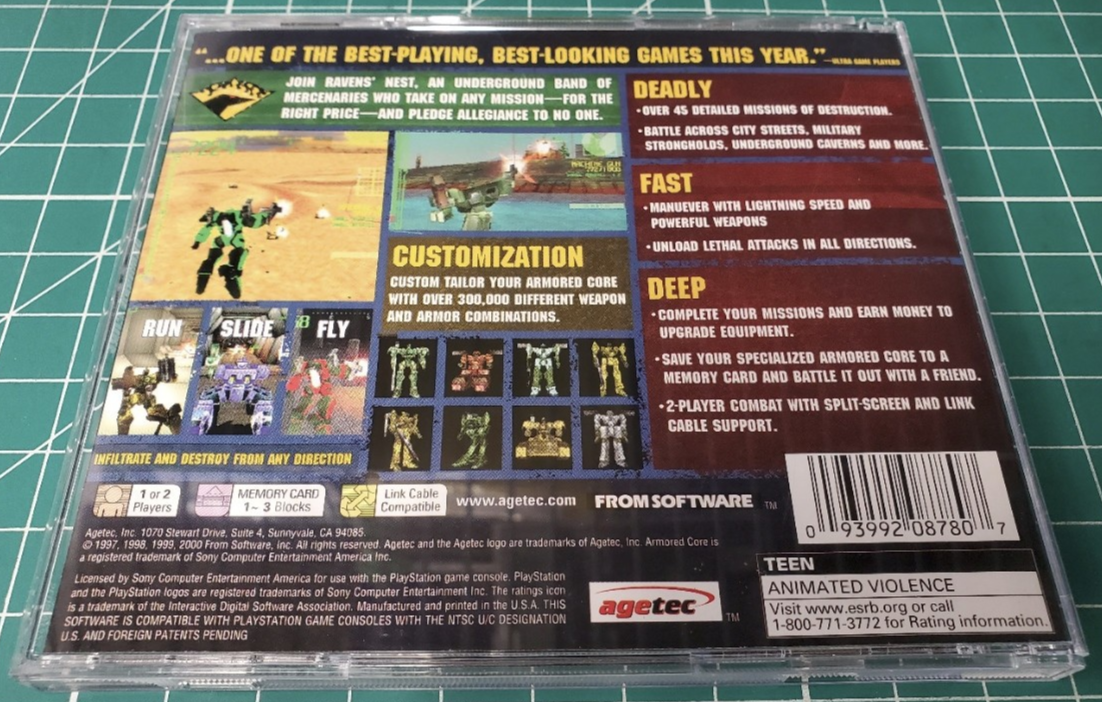 “...ONE OF THE BEST-PLAYING, BEST-LOOKING GAMES THIS YEAR.”
—ULTRA GAME PLAYERS
JOIN RAVENS' NEST, AN UNDERGROUND BAND OF
MERCENARIES WHO TAKE ON ANY MISSION—FOR THE
RIGHT PRICE—AND PLEDGE ALLEGIANCE TO NO ONE.
DEADLY
•OVER 45 DETAILED MISSIONS OF DESTRUCTION.
•BATTLE ACROSS CITY STREETS, MILITARY
STRONGHOLDS, UNDERGROUND CAVERNS AND MORE.
FAST
•MANUEVER WITH LIGHTNING SPEED AND
POWERFUL WEAPONS
•UNLOAD LETHAL ATTACKS IN ALL DIRECTIONS.
MACHINE GUN
CUSTOMIZATION
CUSTOM TAILOR YOUR ARMORED CORE
WITH OVER 300,000 DIFFERENT WEAPON
AND ARMOR COMBINATIONS.
DEEP
•COMPLETE YOUR MISSIONS AND EARN MONEY TO
UPGRADE EQUIPMENT.
•SAVE YOUR SPECIALIZED ARMORED CORE TO A
MEMORY CARD AND BATTLE IT OUT WITH A FRIEND.
•2-PLAYER COMBAT WITH SPLIT-SCREEN AND LINK
CABLE SUPPORT.
RUN
SLIDE
FLY
INFILTRATE AND DESTROY FROM ANY DIRECTION
1 or 2
Players
MEMORY CARD
1~ 3 Blocks
Link Cable
Compatible
www.agetec.com
FROMSOFTWARE TM
0 93992 08780 7
Agetec, Inc. 1070 Stewart Drive, Suite 4, Sunnyvale, CA 94085.
© 1997, 1998, 1999, 2000 From Software, Inc. All rights reserved. Agetec and the Agetec logo are trademarks of Agetec, Inc. Armored Core is
a registered trademark of Sony Computer Entertainment America Inc.
Licensed by Sony Computer Entertainment America for use with the PlayStation game console. PlayStation
and the PlayStation logos are registered trademarks of Sony Computer Entertainment Inc. The ratings icon
is a trademark of the Interactive Digital Software Association. Manufactured and printed in the U.S.A. THIS
SOFTWARE IS COMPATIBLE WITH PLAYSTATION GAME CONSOLES WITH THE NTSC U/C DESIGNATION
U.S. AND FOREIGN PATENTS PENDING
agetec TM
TEEN
ANIMATED VIOLENCE
Visit www.esrb.org or call
1-800-771-3772 for Rating information.